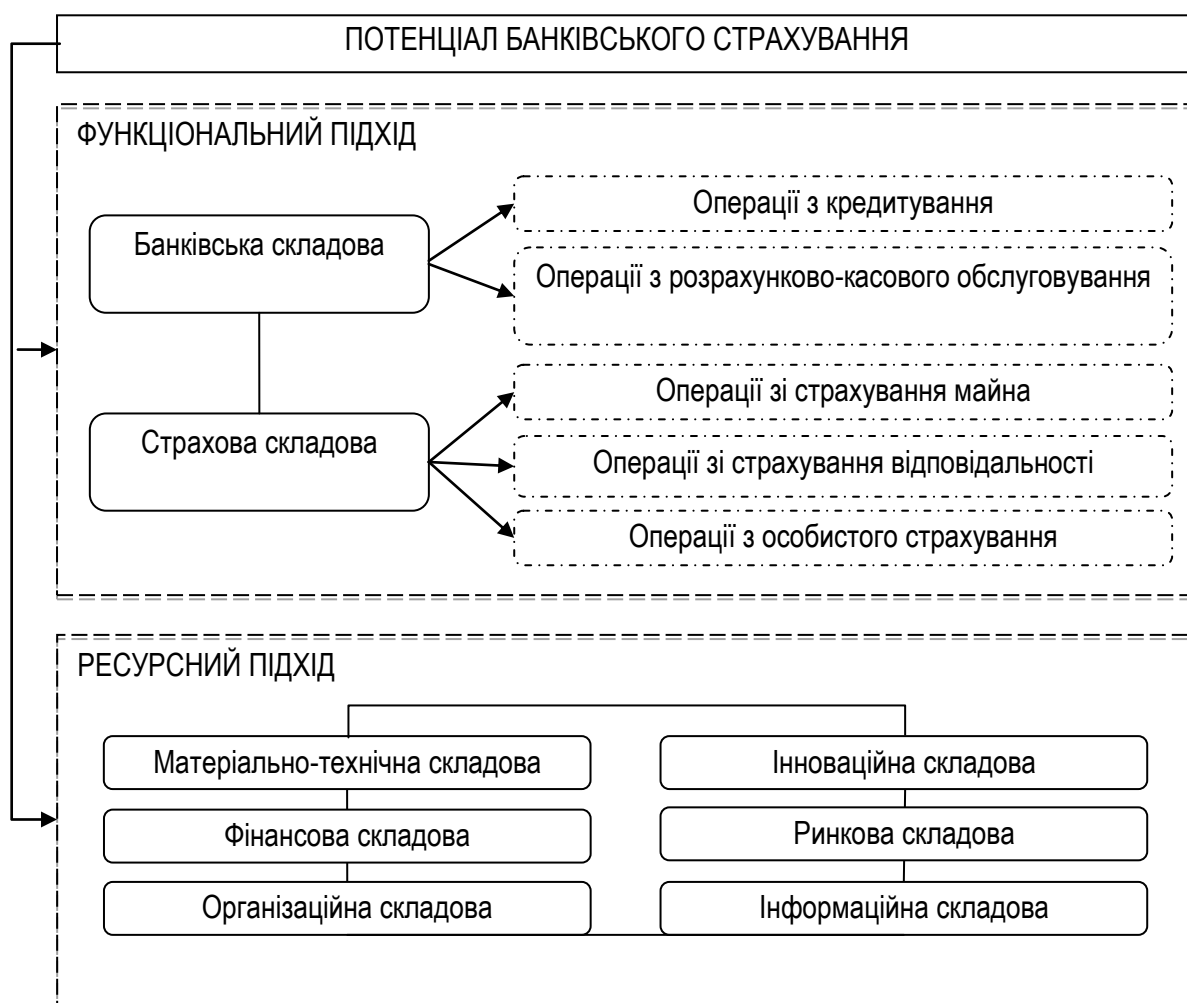 ПОТЕНЦІАЛ БАНКІВСЬКОГО СТРАХУВАННЯ
ФУНКЦІОНАЛЬНИЙ ПІДХІД
Банківська складова
Операції з кредитування
Операції з розрахунково-касового обслуговування
Страхова складова
Операції зі страхування майна
Операції зі страхування відповідальності
Операції з особистого страхування
РЕСУРСНИЙ ПІДХІД
Матеріально-технічна складова
Фінансова складова
Організаційна складова
Інноваційна складова
Ринкова складова
Інформаційна складова